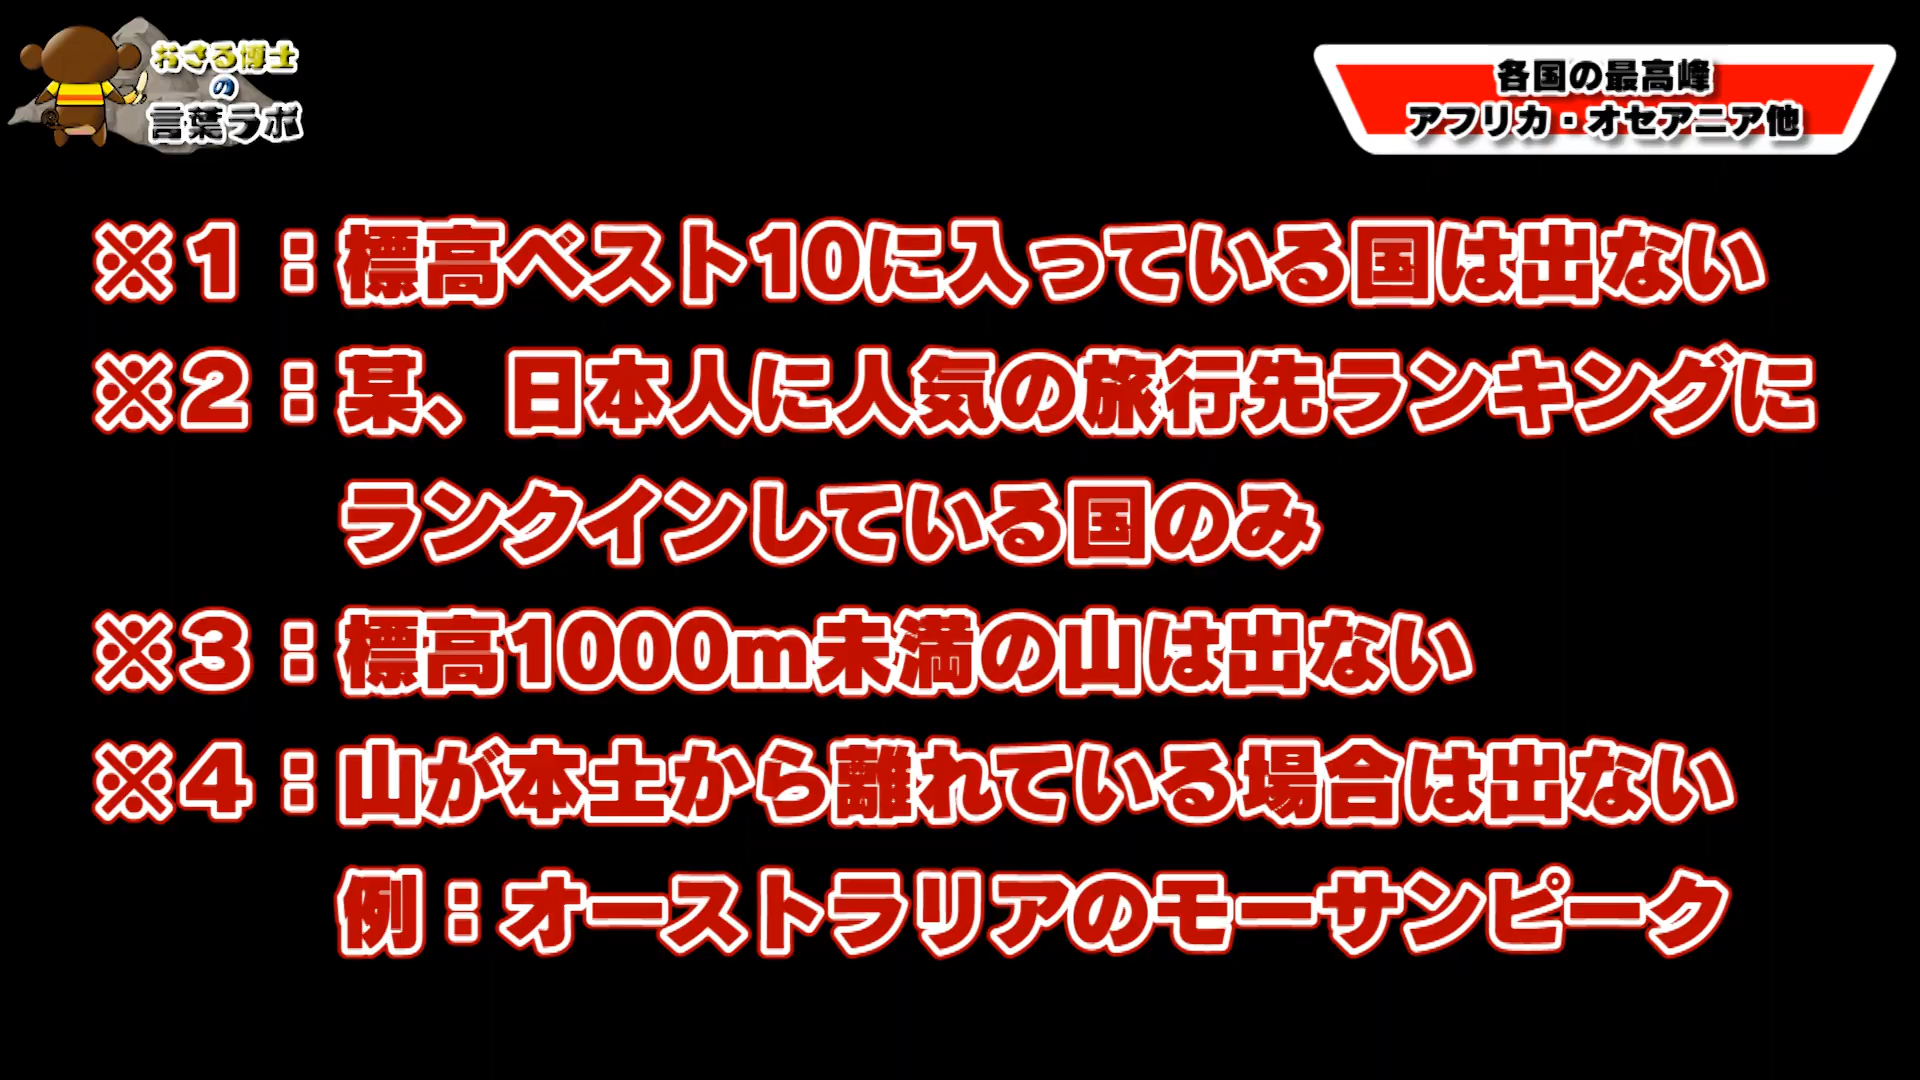 おさる博士
の
言葉ラボ
各国の最高峰
アフリカ・オセアニア他
※1：標高ベスト10に入っている国は出ない
※2：某、日本人に人気の旅行先ランキングに
ランクインしている国のみ
※3：標高1000m未満の山は出ない
※4：山が本土から離れている場合は出ない
例：オーストラリアのモーサンピーク